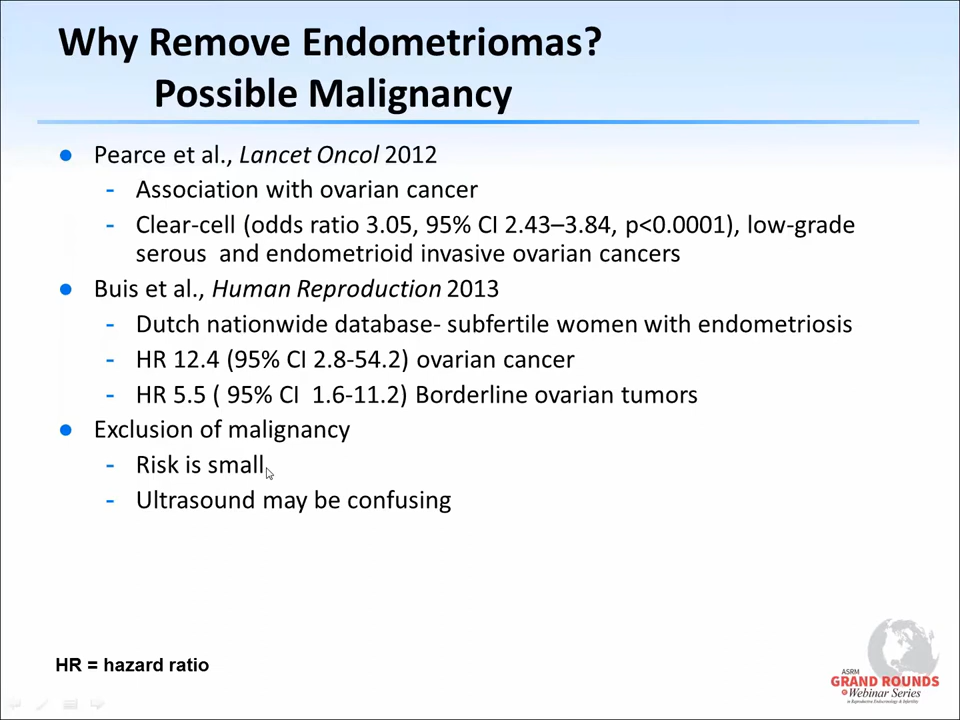 Why Remove Endometriomas?
Possible Malignancy
● Pearce et al., Lancet Oncol 2012
- Association with ovarian cancer
- Clear-cell (odds ratio 3.05, 95% CI 2.43–3.84, p<0.0001), low-grade
serous and endometrioid invasive ovarian cancers
● Buis et al., Human Reproduction 2013
- Dutch nationwide database- subfertile women with endometriosis
- HR 12.4 (95% CI 2.8-54.2) ovarian cancer
- HR 5.5 ( 95% CI 1.6-11.2) Borderline ovarian tumors
● Exclusion of malignancy
- Risk is small
- Ultrasound may be confusing
HR = hazard ratio
ASRM
GRAND ROUNDS
Webinar Series
in Reproductive Endocrinology & Infertility